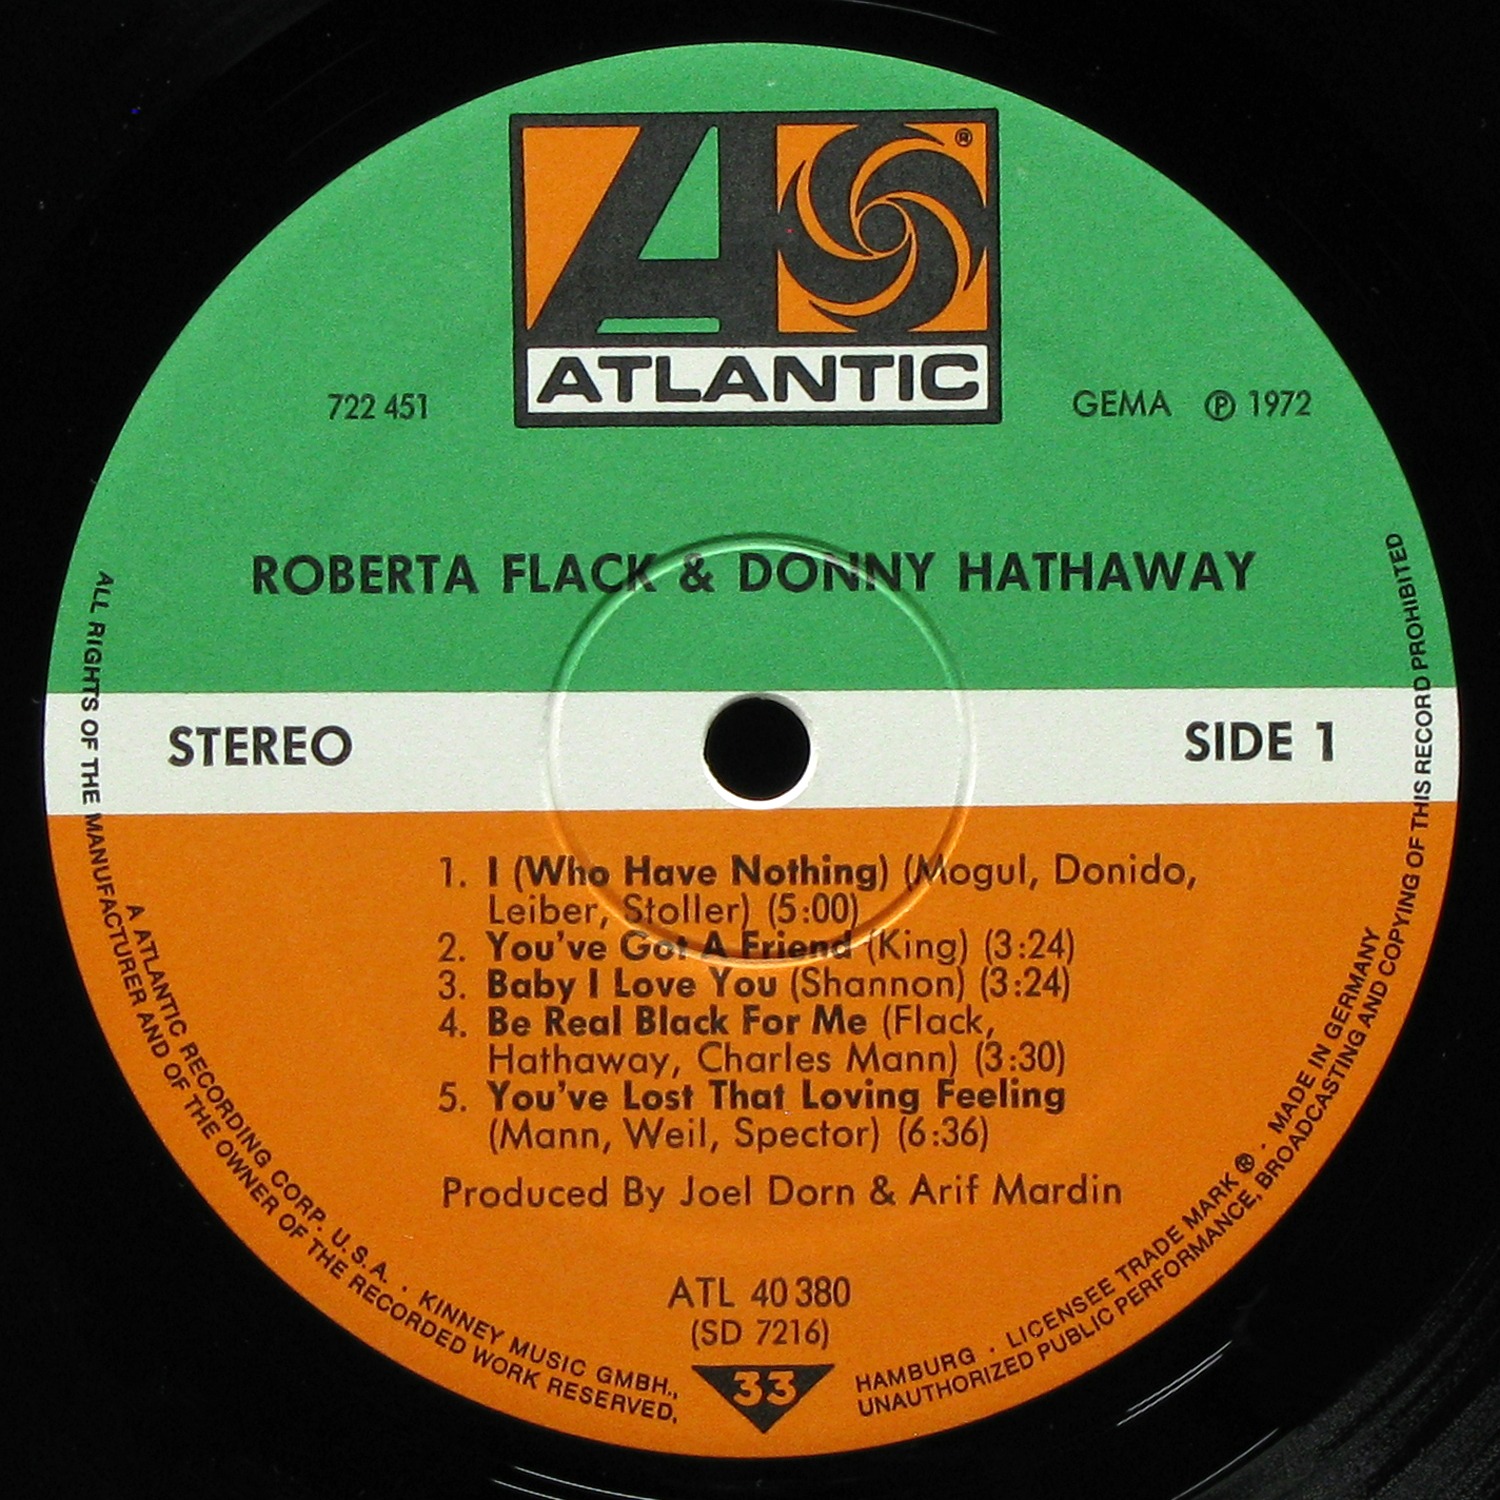 ®
ATLANTIC
722 451
GEMA ℗ 1972
ROBERTA FLACK & DONNY HATHAWAY
STEREO
SIDE 1
1. I (Who Have Nothing) (Mogul, Donido,
Leiber, Stoller) (5:00)
2. You've Got A Friend (King) (3:24)
3. Baby I Love You (Shannon) (3:24)
4. Be Real Black For Me (Flack,
Hathaway, Charles Mann) (3:30)
5. You've Lost That Loving Feeling
(Mann, Weil, Spector) (6:36)
Produced By Joel Dorn & Arif Mardin
ATL 40 380
(SD 7216)
33
A ATLANTIC RECORDING CORP. U.S.A. · KINNEY MUSIC GMBH., HAMBURG · LICENSEE TRADE MARK ® · MADE IN GERMANY
ALL RIGHTS OF THE MANUFACTURER AND OF THE OWNER OF THE RECORDED WORK RESERVED, UNAUTHORIZED PUBLIC PERFORMANCE, BROADCASTING AND COPYING OF THIS RECORD PROHIBITED